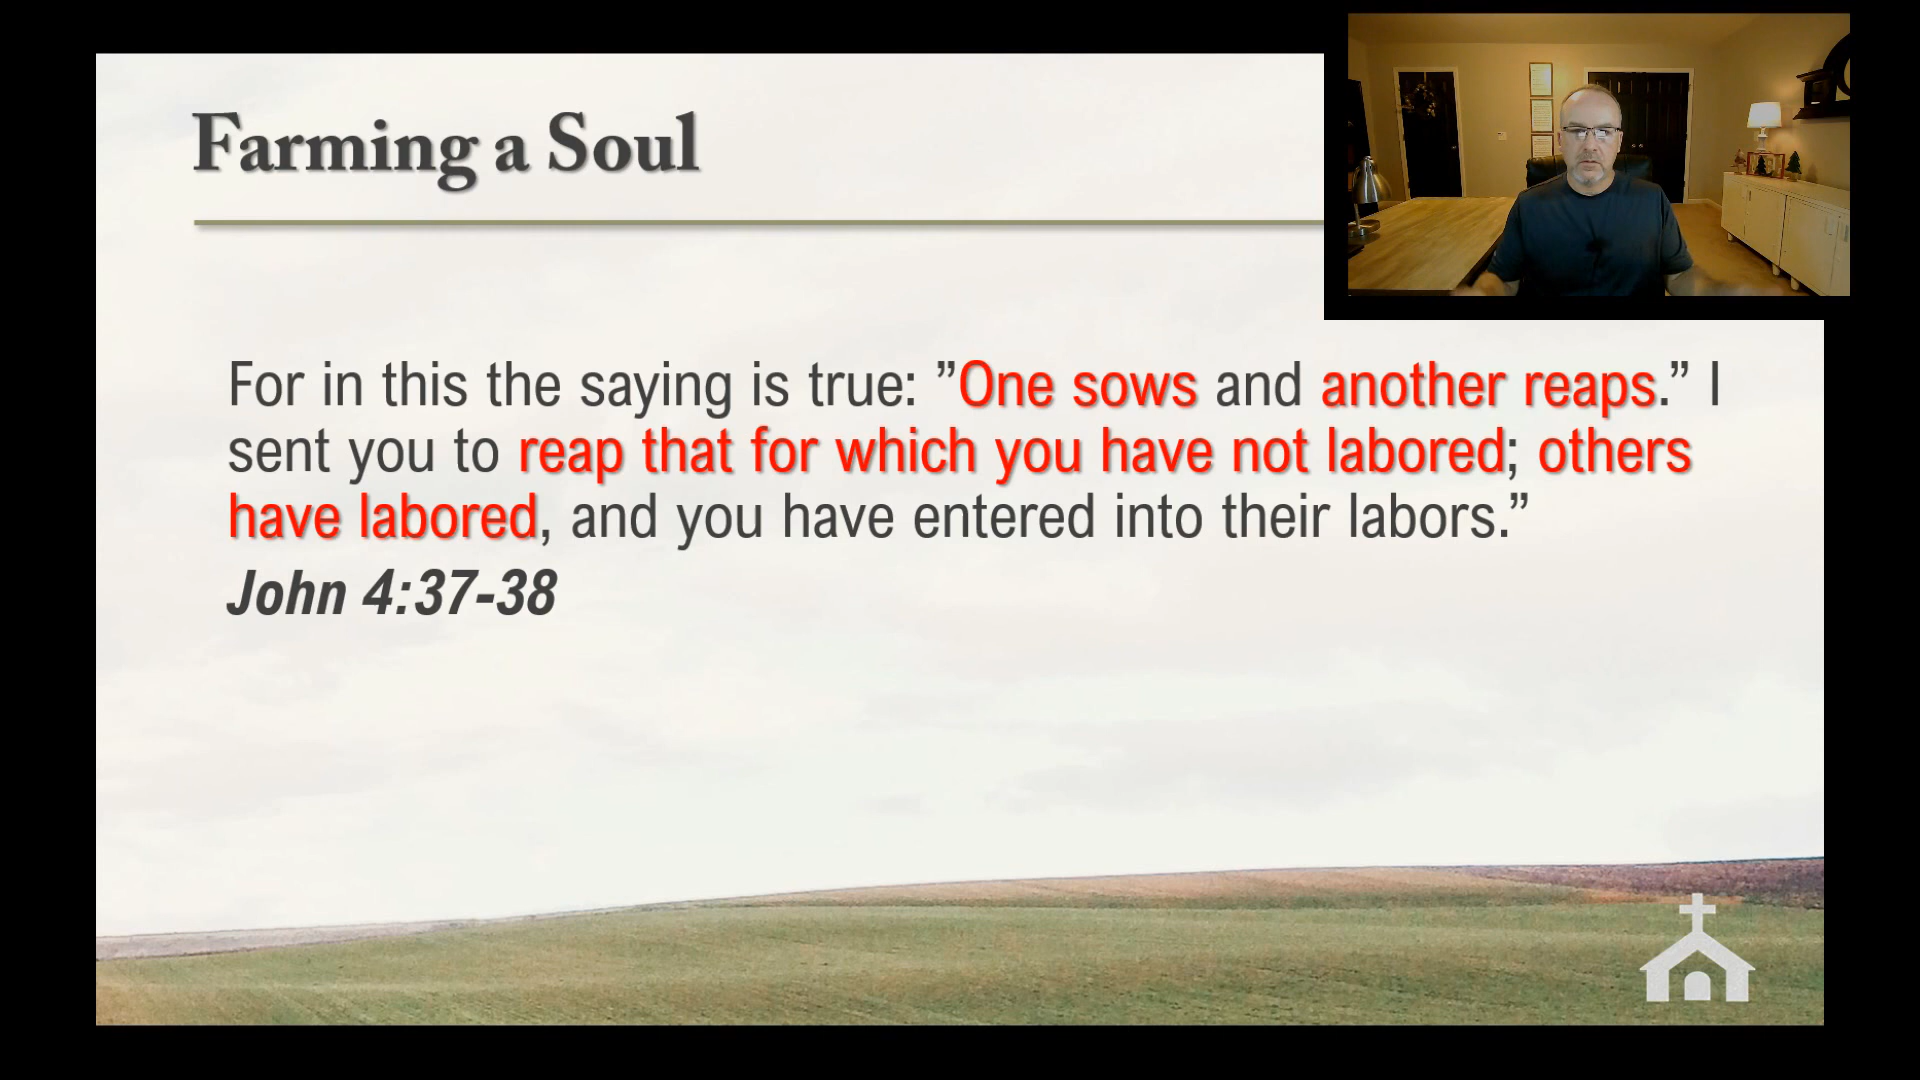 Farming a Soul
For in this the saying is true: ”One sows and another reaps.” I
sent you to reap that for which you have not labored; others
have labored, and you have entered into their labors.”
John 4:37-38